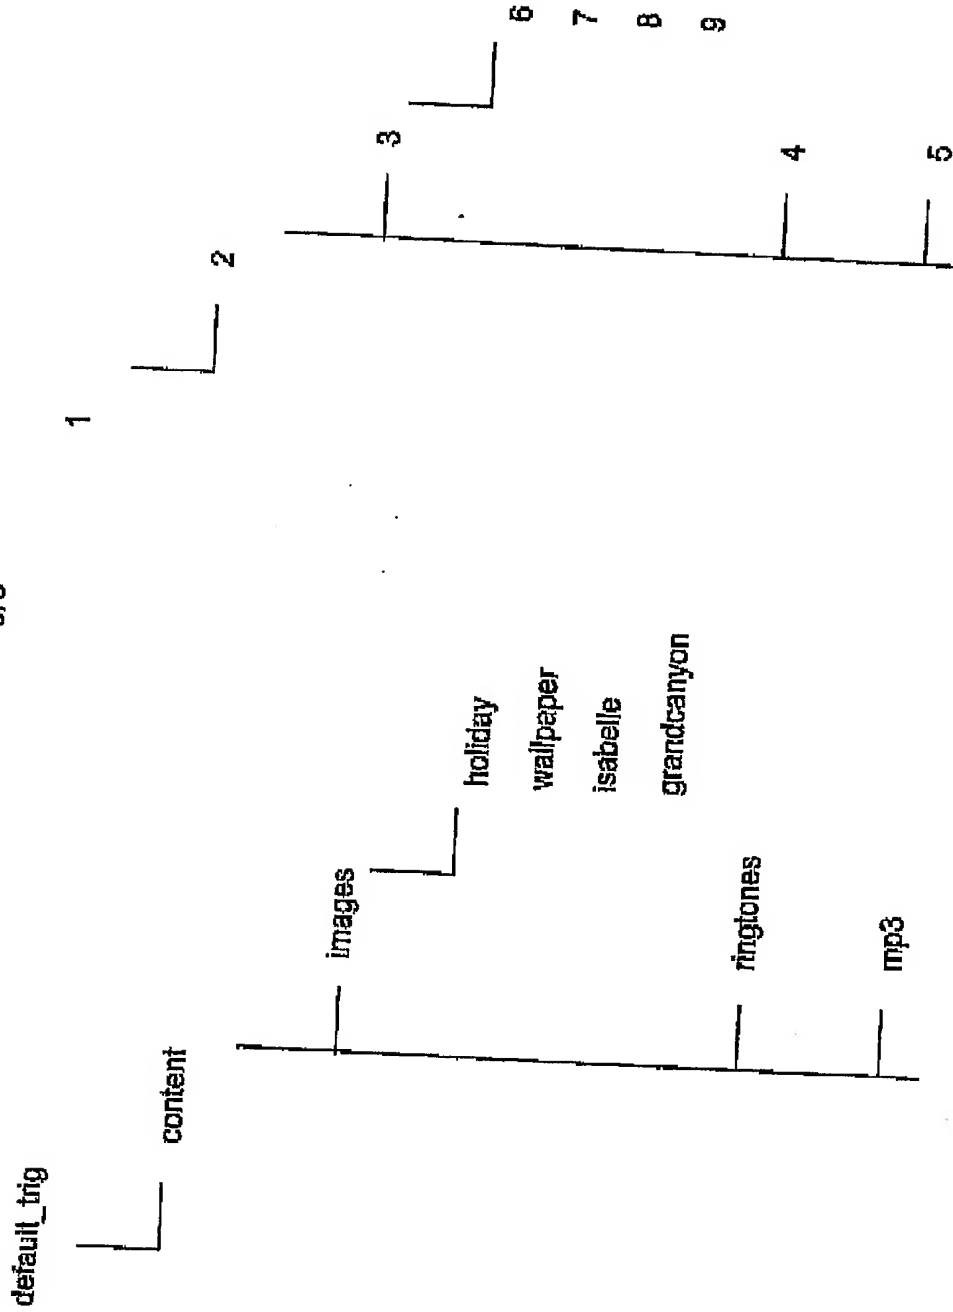 default_trig
content
images
holiday
wallpaper
isabelle
grandcanyon
ringtones
mp3
1
2
3
6
7
8
9
4
5